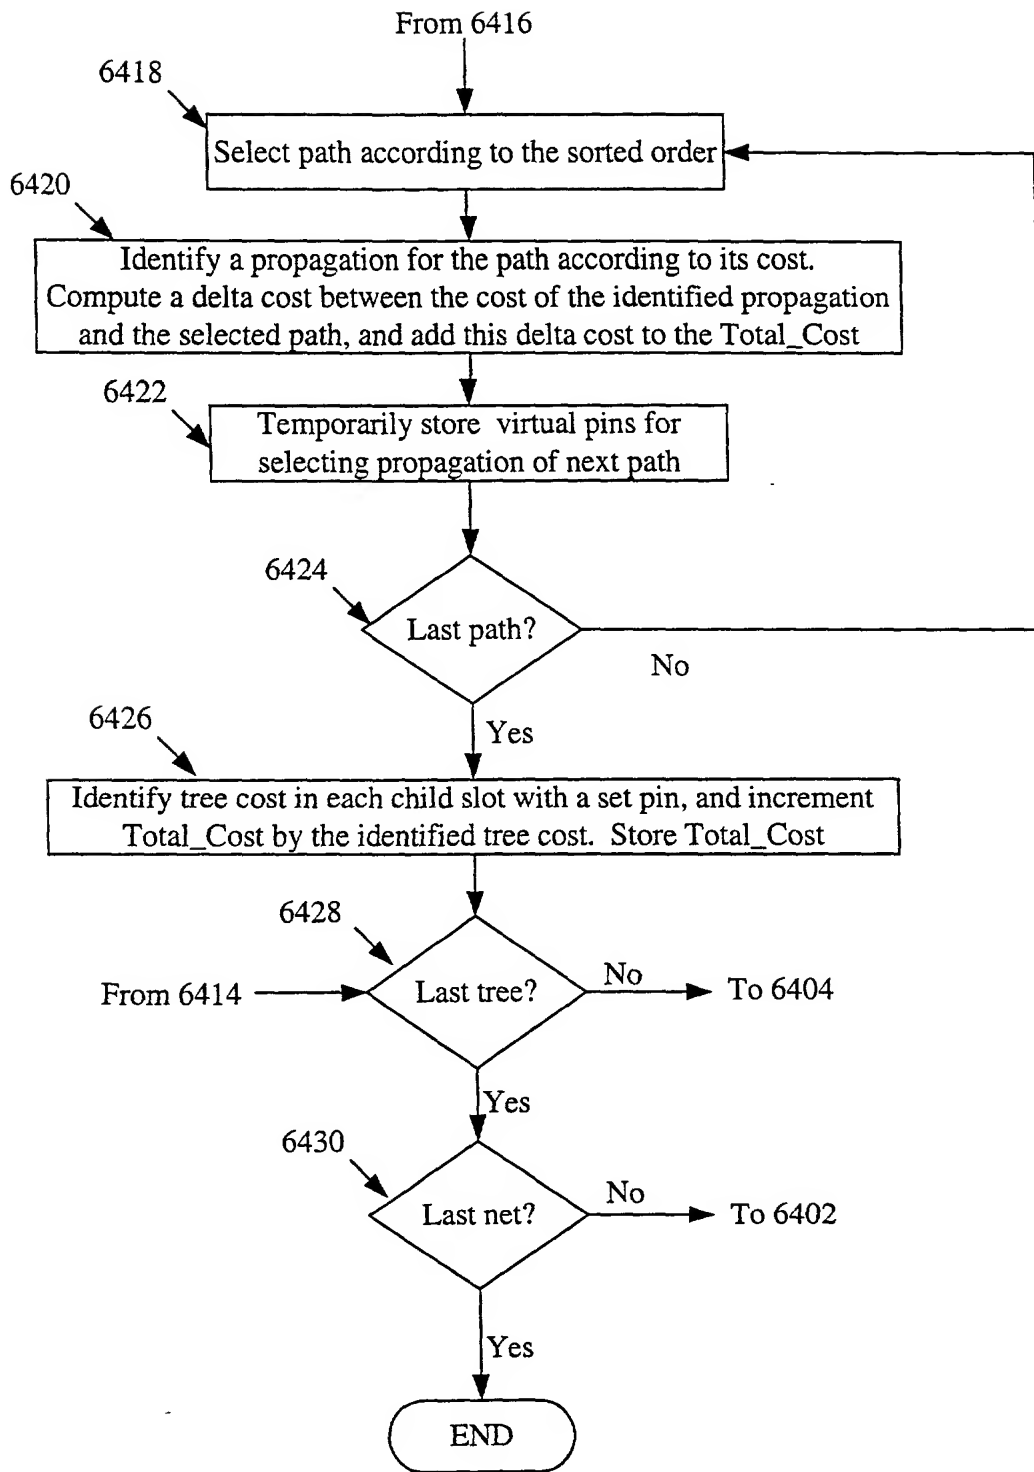 From 6416
6418
Select path according to the sorted order
6420
Identify a propagation for the path according to its cost.
Compute a delta cost between the cost of the identified propagation
and the selected path, and add this delta cost to the Total_Cost
6422
Temporarily store virtual pins for
selecting propagation of next path
6424
Last path?
No
Yes
6426
Identify tree cost in each child slot with a set pin, and increment
Total_Cost by the identified tree cost. Store Total_Cost
6428
From 6414
Last tree?
No
To 6404
Yes
6430
Last net?
No
To 6402
Yes
END